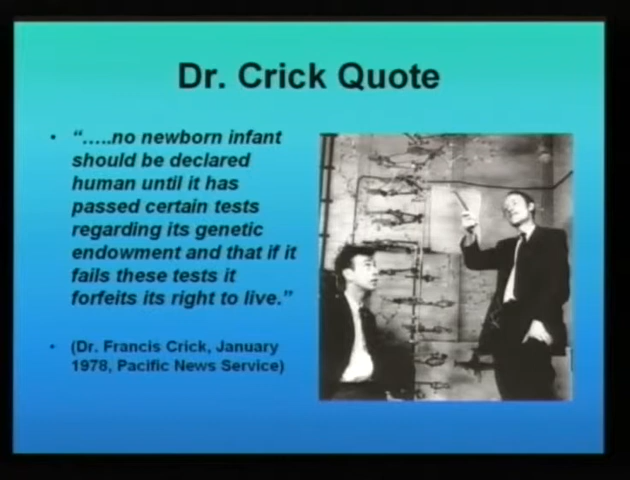 Dr. Crick Quote
• “.....no newborn infant
should be declared
human until it has
passed certain tests
regarding its genetic
endowment and that if it
fails these tests it
forfeits its right to live.”
• (Dr. Francis Crick, January
1978, Pacific News Service)